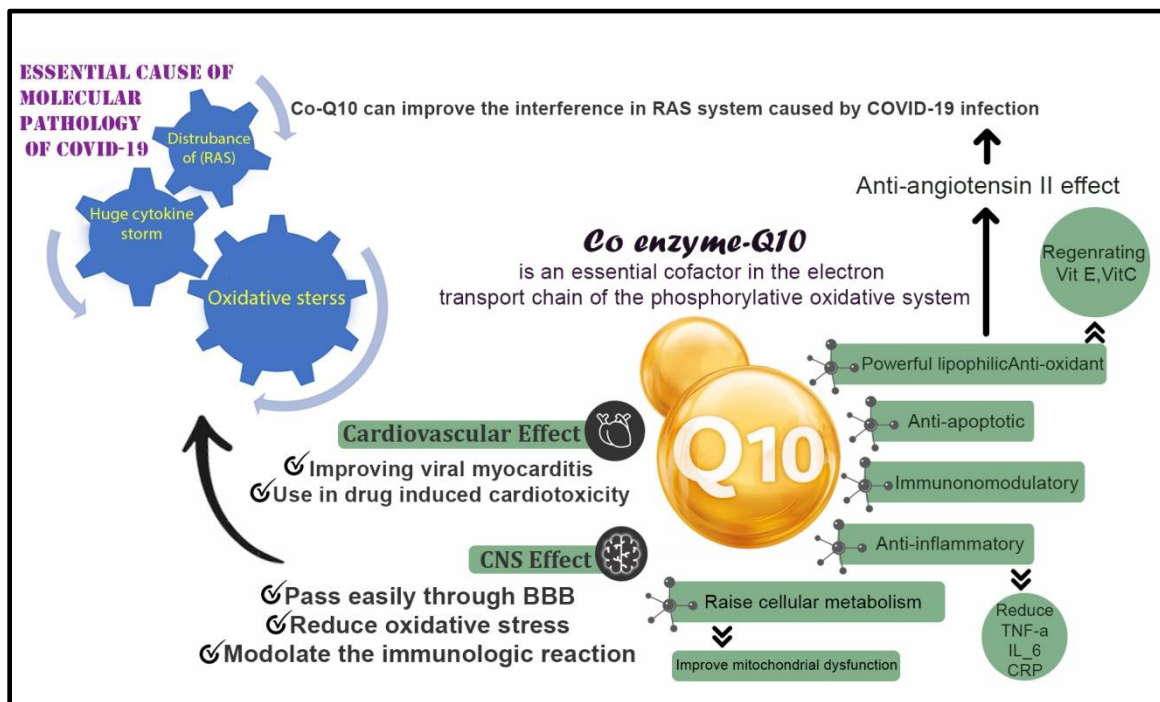 ESSENTIAL CAUSE OF
MOLECULAR
PATHOLOGY
OF COVID-19
Distrubance
of (RAS)
Huge cytokine
storm
Oxidative sterss
Co-Q10 can improve the interference in RAS system caused by COVID-19 infection
Anti-angiotensin II effect
Co enzyme-Q10
is an essential cofactor in the electron
transport chain of the phosphorylative oxidative system
Regenrating
Vit E,VitC
Powerful lipophilicAnti-oxidant
Anti-apoptotic
Immunonomodulatory
Anti-inflammatory
Reduce
TNF-a
IL_6
CRP
Raise cellular metabolism
Improve mitochondrial dysfunction
Q10
Cardiovascular Effect
Improving viral myocarditis
Use in drug induced cardiotoxicity
CNS Effect
Pass easily through BBB
Reduce oxidative stress
Modolate the immunologic reaction